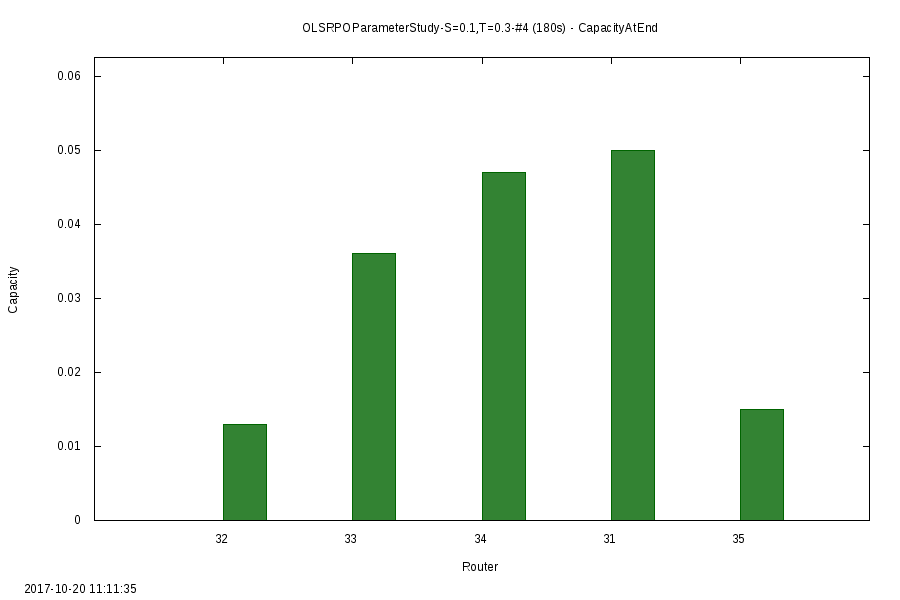 OLSRPOParameterStudy-S=0.1,T=0.3-#4 (180s) - CapacityAtEnd
0.06
0.05
0.04
0.03
0.02
0.01
0
Capacity
32 33 34 31 35
Router
2017-10-20 11:11:35